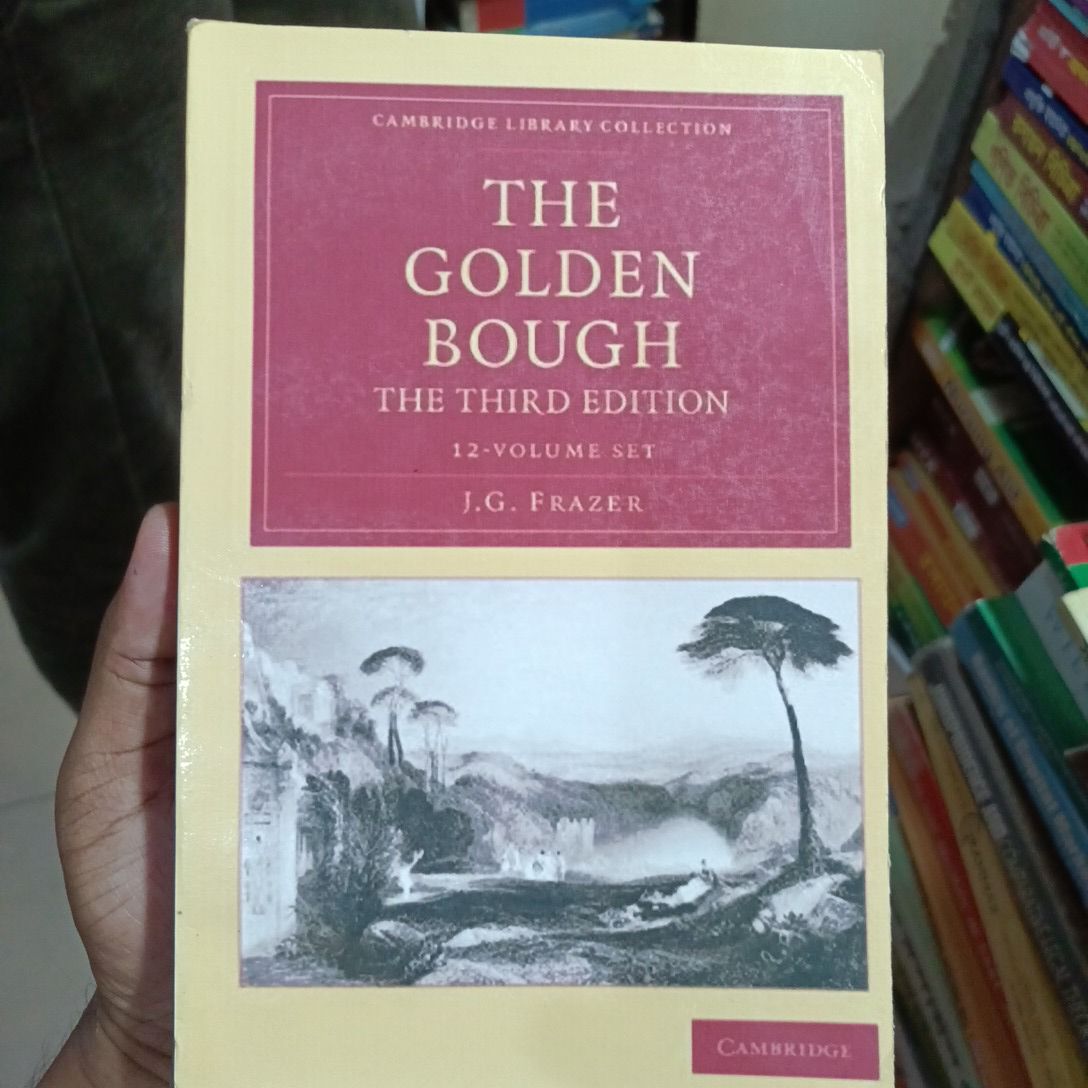 CAMBRIDGE LIBRARY COLLECTION
THE
GOLDEN
BOUGH
THE THIRD EDITION
12-VOLUME SET
J.G. FRAZER
CAMBRIDGE